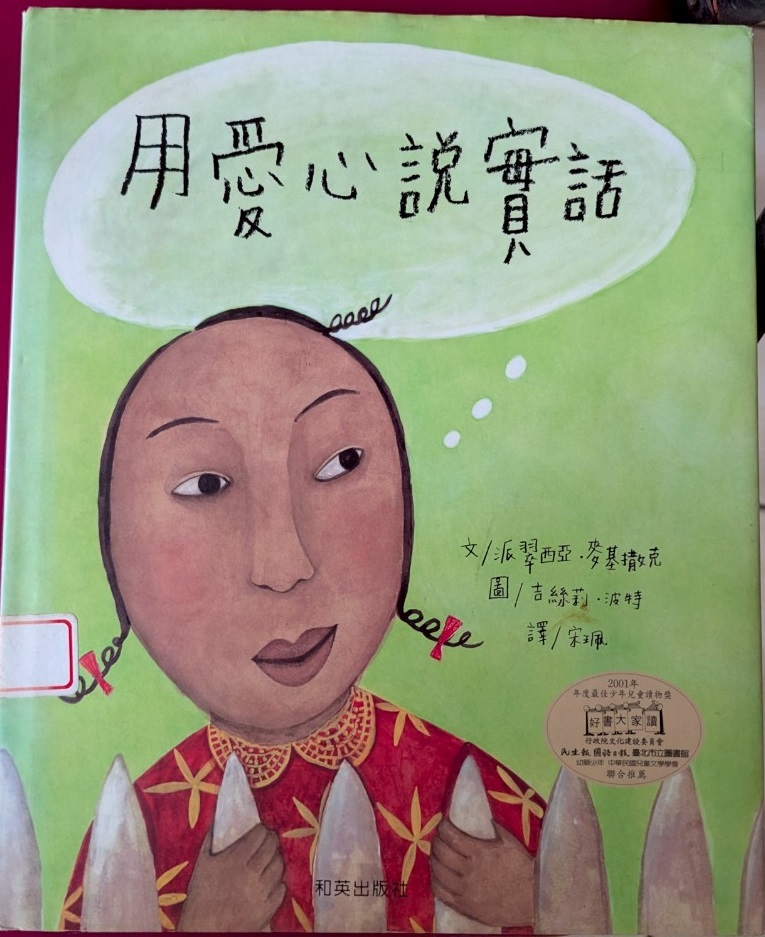 用愛心說實話
文/派翠西亞·麥基撒克
圖/吉絲莉·波特
譯/宋珮
2001年
年度最佳少年兒童讀物獎
好書大家讀
行政院文化建設委員會
民生報 國語日報 臺北市立圖書館
幼獅少年 中華民國兒童文學學會
聯合推薦
和英出版社